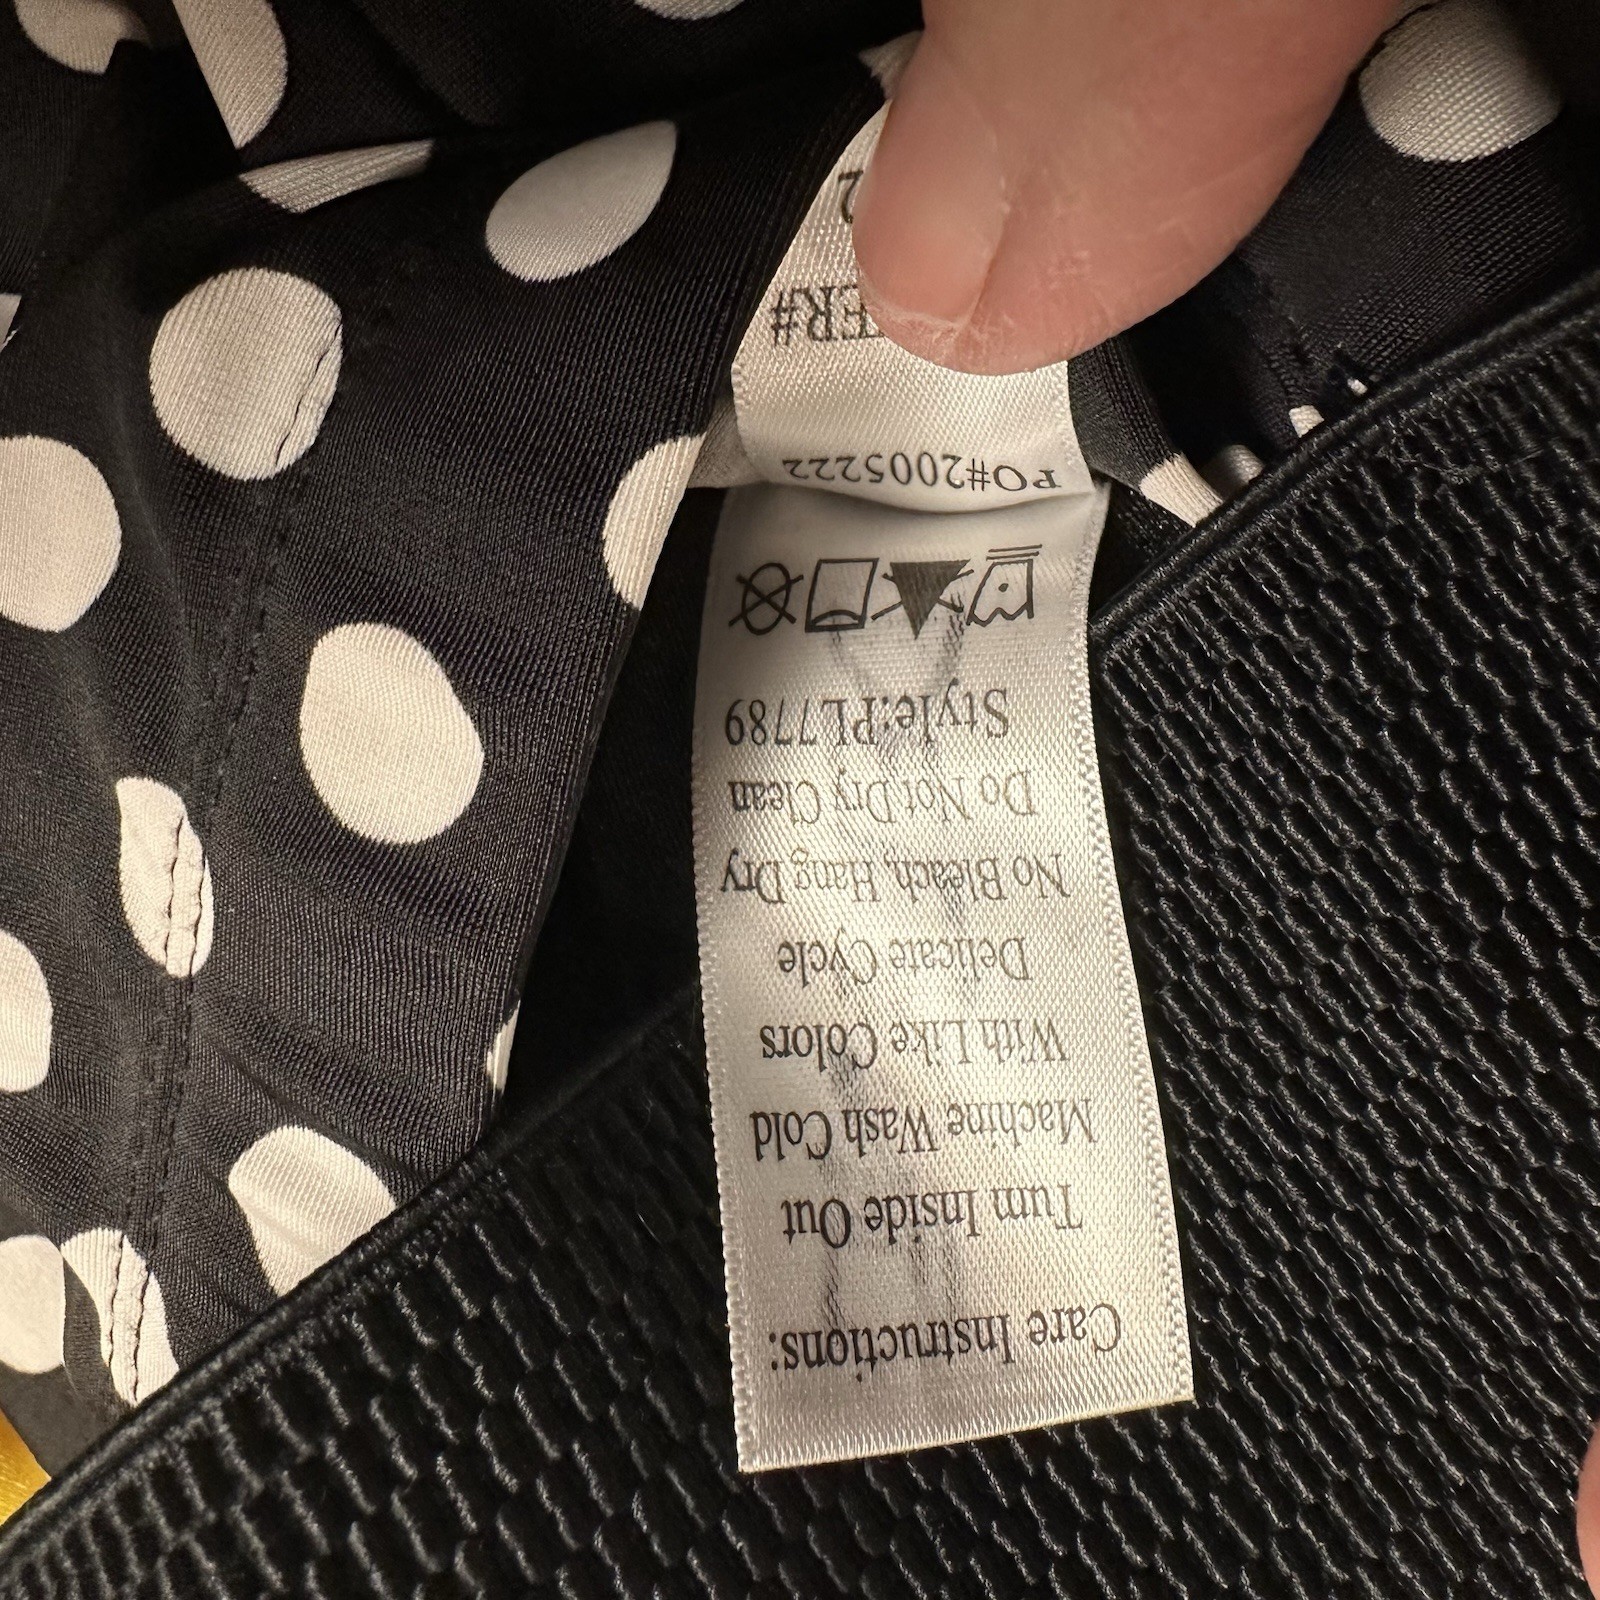 Care Instructions:
Turn Inside Out
Machine Wash Cold
With Like Colors
Delicate Cycle
No Bleach, Hang Dry
Do Not Dry Clean
Style:PL7789
PO#2005222